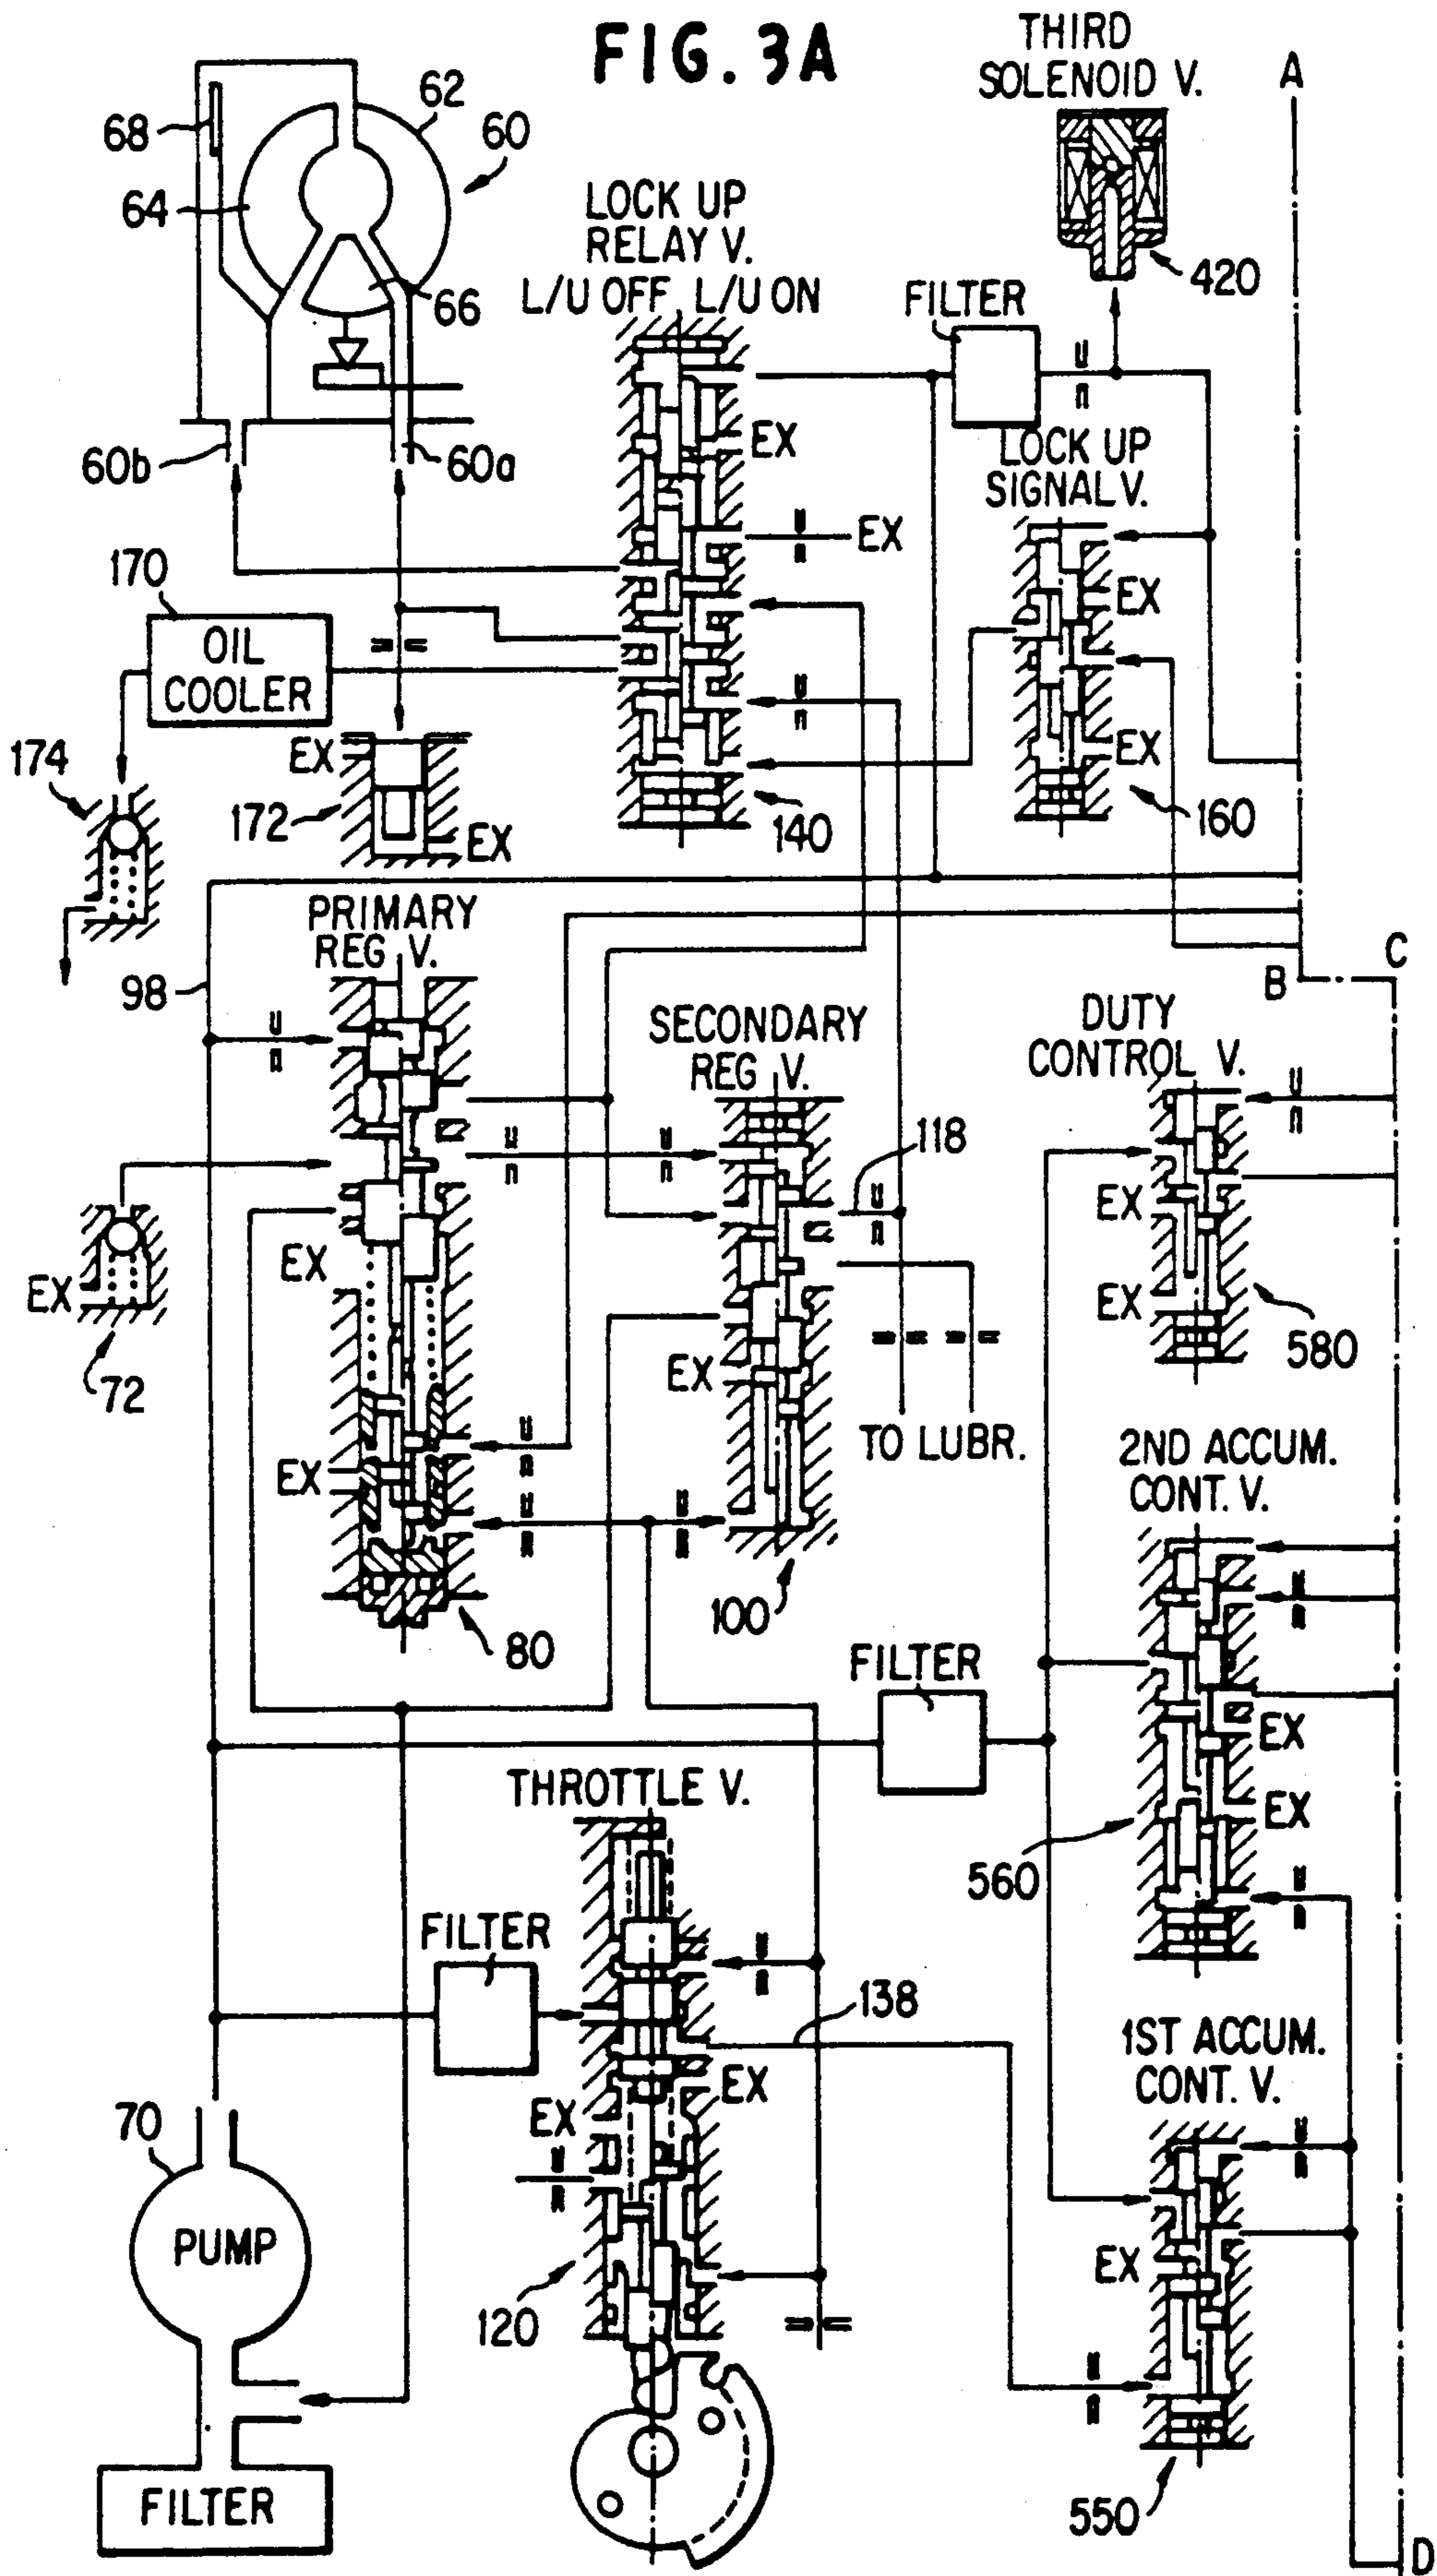 FIG. 3A
THIRD
SOLENOID V.
A
62
60
68
64
66
LOCK UP
RELAY V.
L/U OFF L/U ON
FILTER
420
EX
LOCK UP
SIGNAL V.
60b
60a
EX
EX
170
OIL
COOLER
EX
174
EX
172
EX
140
160
PRIMARY
REG V.
98
B
C
SECONDARY
REG V.
DUTY
CONTROL V.
118
EX
EX
EX
72
EX
580
EX
TO LUBR.
2ND ACCUM.
CONT. V.
EX
100
80
FILTER
EX
THROTTLE V.
EX
560
FILTER
138
1ST ACCUM.
CONT. V.
EX
EX
70
PUMP
EX
120
FILTER
550
D